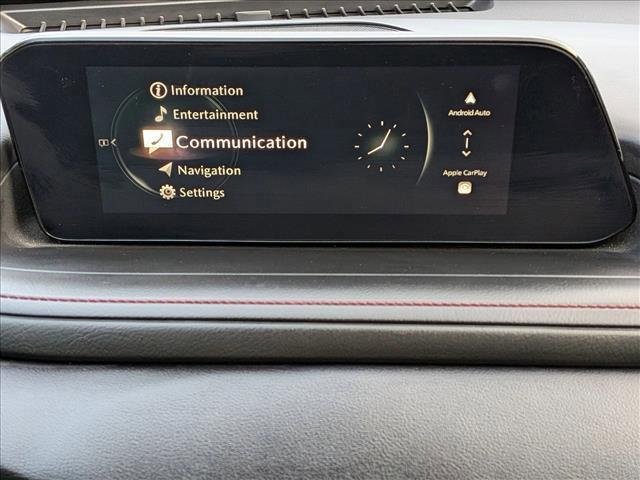 Information
Entertainment
Communication
Navigation
Settings
Android Auto
Apple CarPlay